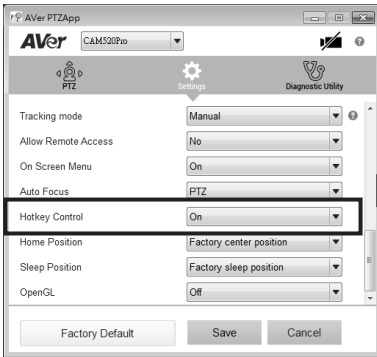 AVer PTZApp
AVer CAM520Pro
PTZ Settings Diagnostic Utility
Tracking mode Manual
Allow Remote Access No
On Screen Menu On
Auto Focus PTZ
Hotkey Control On
Home Position Factory center position
Sleep Position Factory sleep position
OpenGL Off
Factory Default Save Cancel